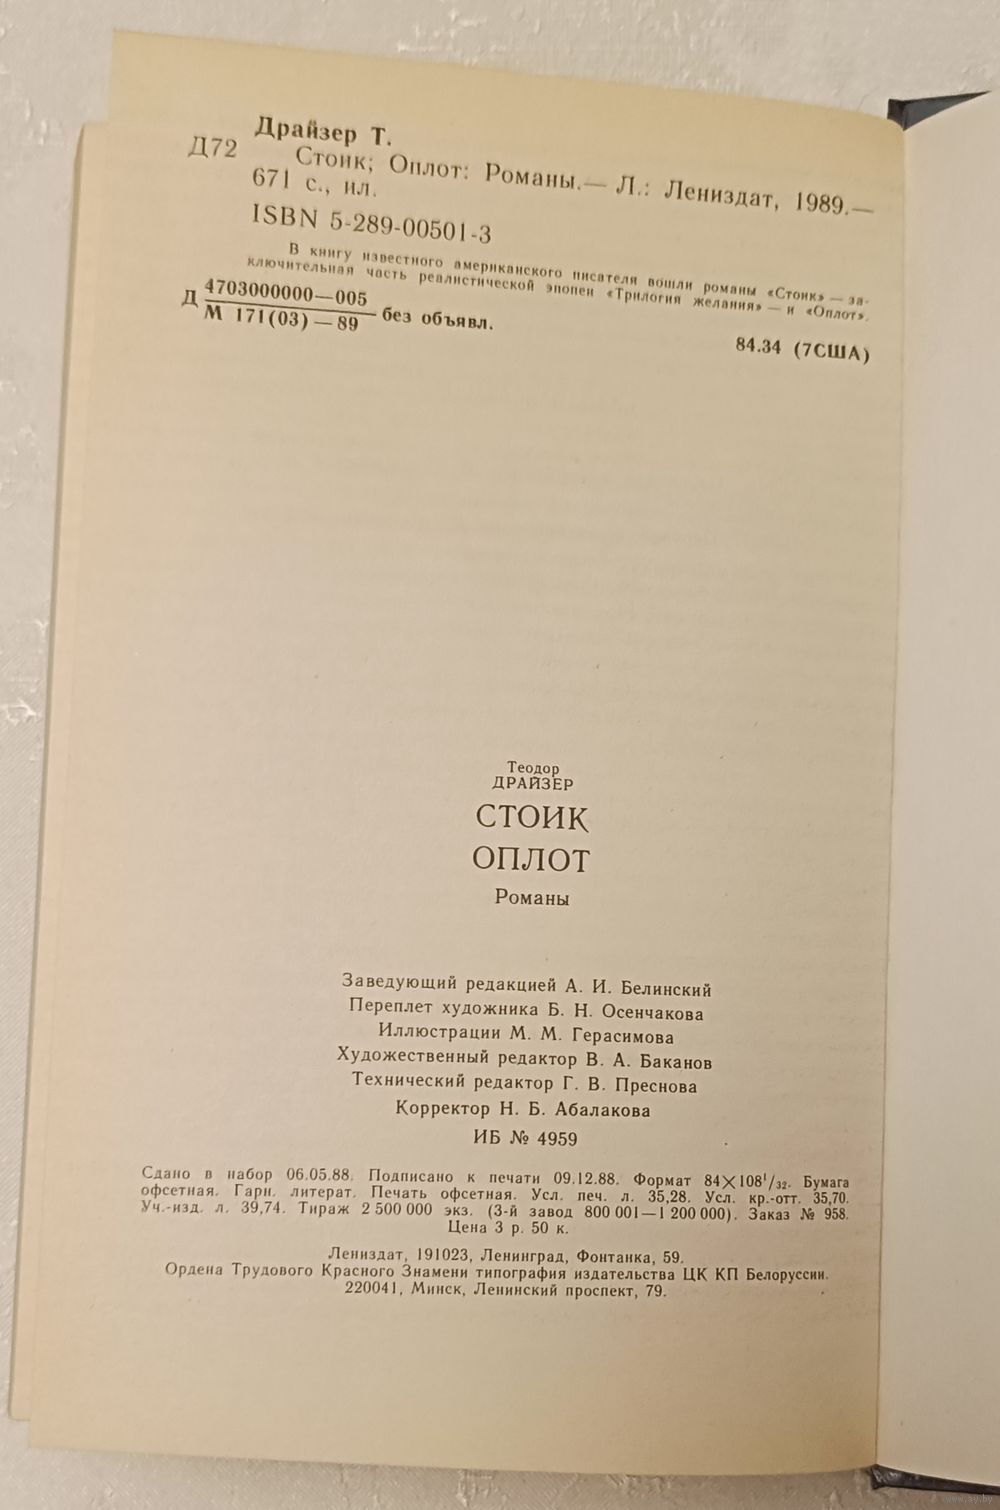 Драйзер Т.
Д72 Стоик; Оплот: Романы.— Л.: Лениздат, 1989.—
671 с., ил.
ISBN 5-289-00501-3
В книгу известного американского писателя вошли романы «Стоик» — за-
ключительная часть реалистической эпопеи «Трилогия желания» — и «Оплот».
Д 4703000000—005
М 171(03)—89 без объявл.
84.34 (7США)
Теодор
ДРАЙЗЕР
СТОИК
ОПЛОТ
Романы
Заведующий редакцией А. И. Белинский
Переплет художника Б. Н. Осенчакова
Иллюстрации М. М. Герасимова
Художественный редактор В. А. Баканов
Технический редактор Г. В. Преснова
Корректор Н. Б. Абалакова
ИБ № 4959
Сдано в набор 06.05.88. Подписано к печати 09.12.88. Формат 84×108¹/₃₂. Бумага
офсетная. Гарн. литерат. Печать офсетная. Усл. печ. л. 35,28. Усл. кр.-отт. 35,70.
Уч.-изд. л. 39,74. Тираж 2 500 000 экз. (3-й завод 800 001—1 200 000). Заказ № 958.
Цена 3 р. 50 к.
Лениздат, 191023, Ленинград, Фонтанка, 59.
Ордена Трудового Красного Знамени типография издательства ЦК КП Белоруссии.
220041, Минск, Ленинский проспект, 79.
www.ay.by